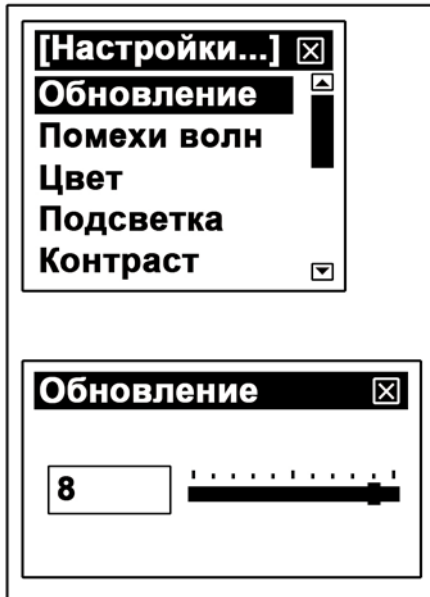 [Настройки...]
Обновление
Помехи волн
Цвет
Подсветка
Контраст
Обновление
8